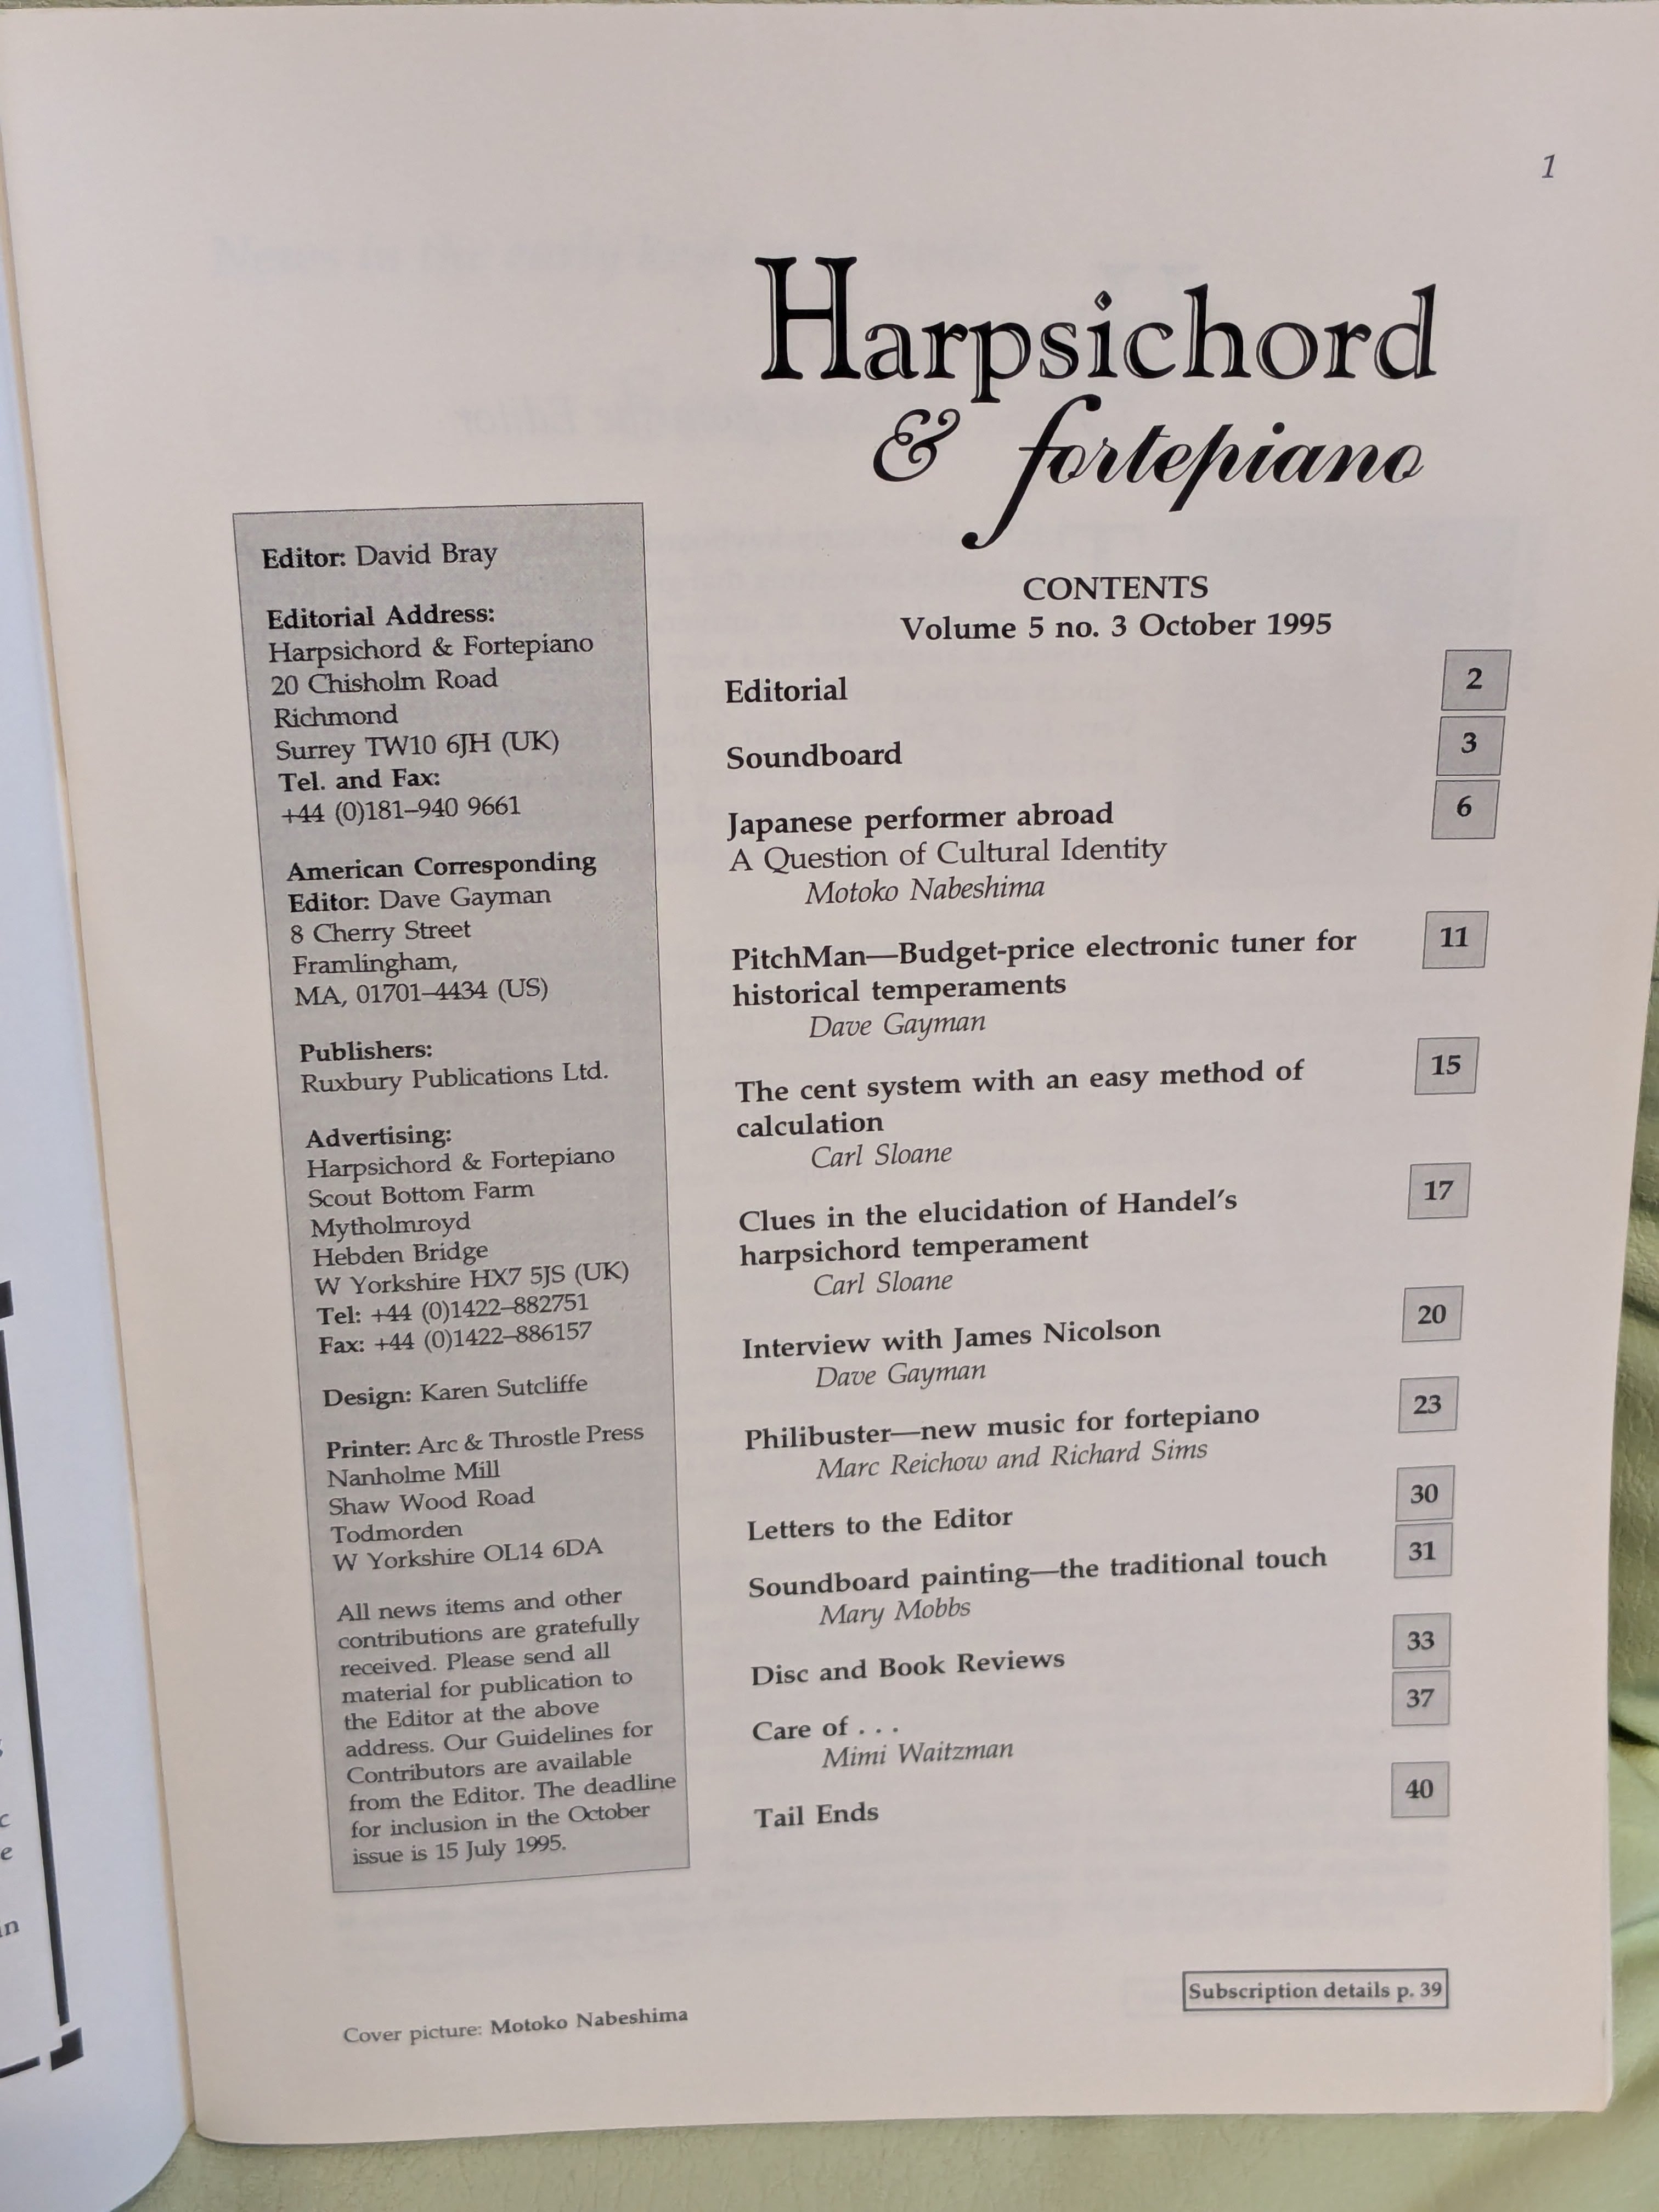 1
Harpsichord
& fortepiano
Editor: David Bray
Editorial Address:
Harpsichord & Fortepiano
20 Chisholm Road
Richmond
Surrey TW10 6JH (UK)
Tel. and Fax:
+44 (0)181–940 9661
American Corresponding
Editor: Dave Gayman
8 Cherry Street
Framlingham,
MA, 01701–4434 (US)
Publishers:
Ruxbury Publications Ltd.
Advertising:
Harpsichord & Fortepiano
Scout Bottom Farm
Mytholmroyd
Hebden Bridge
W Yorkshire HX7 5JS (UK)
Tel: +44 (0)1422–882751
Fax: +44 (0)1422–886157
Design: Karen Sutcliffe
Printer: Arc & Throstle Press
Nanholme Mill
Shaw Wood Road
Todmorden
W Yorkshire OL14 6DA
All news items and other
contributions are gratefully
received. Please send all
material for publication to
the Editor at the above
address. Our Guidelines for
Contributors are available
from the Editor. The deadline
for inclusion in the October
issue is 15 July 1995.
CONTENTS
Volume 5 no. 3 October 1995
Editorial 2
Soundboard 3
Japanese performer abroad 6
A Question of Cultural Identity
Motoko Nabeshima
PitchMan—Budget-price electronic tuner for 11
historical temperaments
Dave Gayman
The cent system with an easy method of 15
calculation
Carl Sloane
Clues in the elucidation of Handel's 17
harpsichord temperament
Carl Sloane
Interview with James Nicolson 20
Dave Gayman
Philibuster—new music for fortepiano 23
Marc Reichow and Richard Sims
Letters to the Editor 30
Soundboard painting—the traditional touch 31
Mary Mobbs
Disc and Book Reviews 33
Care of . . . 37
Mimi Waitzman
Tail Ends 40
Subscription details p. 39
Cover picture: Motoko Nabeshima